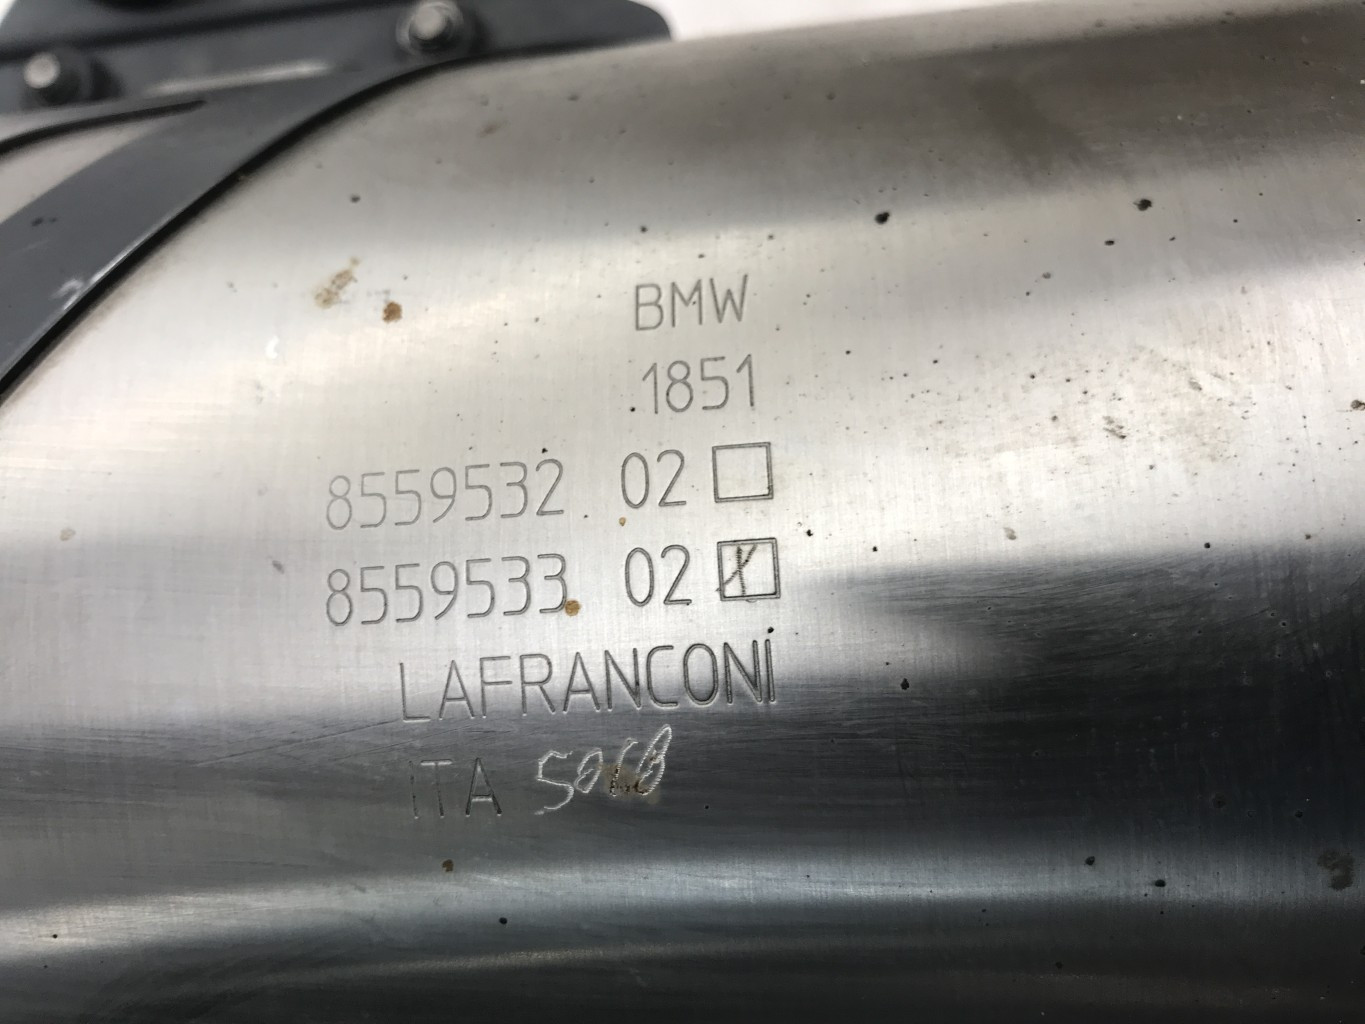 BMW
1851
8559532 02
8559533 02
LAFRANCONI
ITA